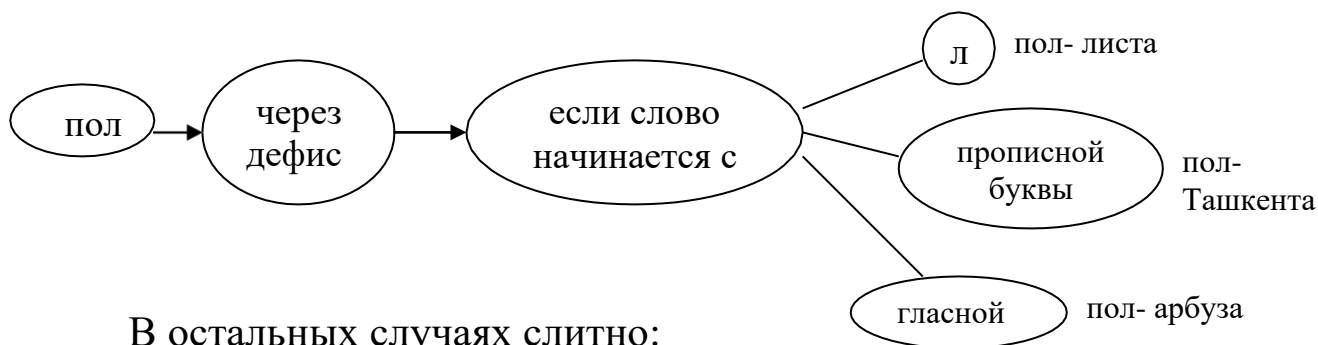 пол
через
дефис
если слово
начинается с
л
пол- листа
прописной
буквы
пол-
Ташкента
гласной
пол- арбуза
В остальных случаях слитно: